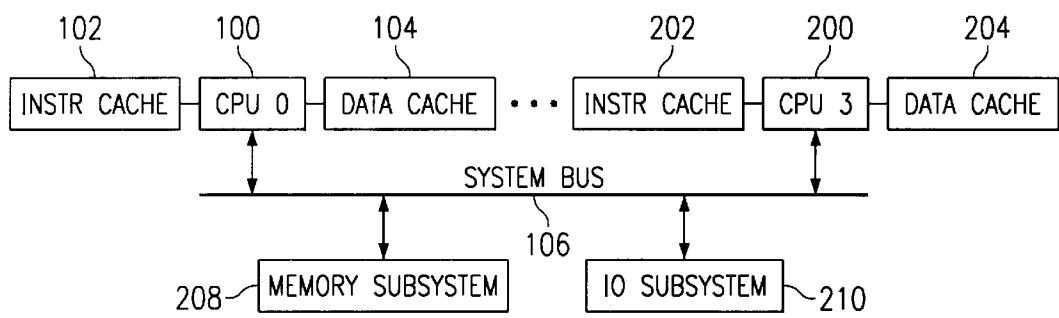 102 100 104 202 200 204
INSTR CACHE CPU 0 DATA CACHE ••• INSTR CACHE CPU 3 DATA CACHE
SYSTEM BUS
106
208 MEMORY SUBSYSTEM IO SUBSYSTEM 210